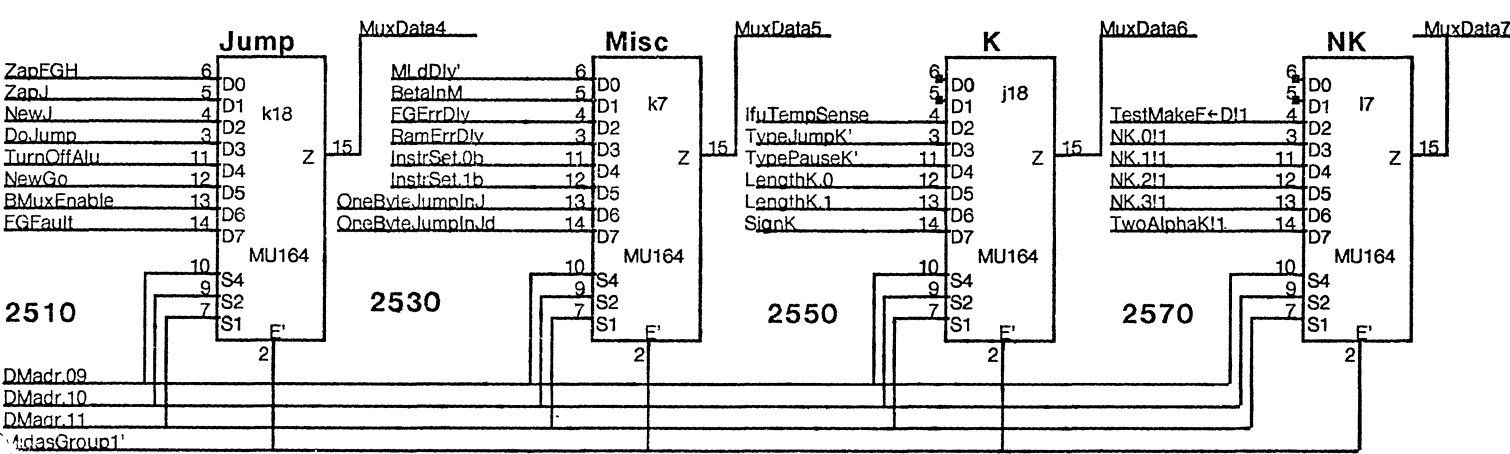 MuxData4 MuxData5 MuxData6 MuxData7
Jump Misc K NK
ZapFGH 6 D0
ZapJ 5 D1
NewJ 4 D2
DoJump 3 D3
TurnOffAlu 11 D4
NewGo 12 D5
BMuxEnable 13 D6
FGFault 14 D7
k18
Z 15
MU164
10 S4
9 S2
7 S1
E'
2
2510
MLdDly' 6 D0
BetaInM 5 D1
FGErrDly 4 D2
RamErrDly 3 D3
InstrSet.0b 11 D4
InstrSet.1b 12 D5
OneByteJumpInJ 13 D6
OneByteJumpInJd 14 D7
k7
Z 15
MU164
10 S4
9 S2
7 S1
E'
2
2530
6 D0
5 D1
IfuTempSense 4 D2
TypeJumpK' 3 D3
TypePauseK' 11 D4
LengthK.0 12 D5
LengthK.1 13 D6
SignK 14 D7
j18
Z 15
MU164
10 S4
9 S2
7 S1
E'
2
2550
6 D0
5 D1
TestMakeF←D!1 4 D2
NK.0!1 3 D3
NK.1!1 11 D4
NK.2!1 12 D5
NK.3!1 13 D6
TwoAlphaK!1 14 D7
l7
Z 15
MU164
10 S4
9 S2
7 S1
E'
2
2570
DMadr.09
DMadr.10
DMadr.11
MidasGroup1'